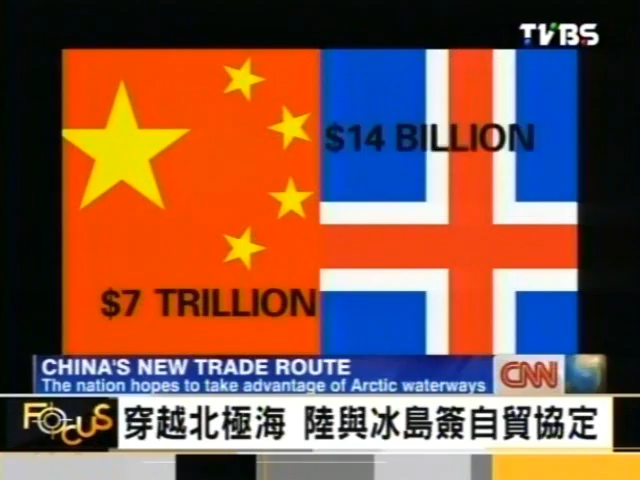 TVBS
$14 BILLION
$7 TRILLION
CHINA'S NEW TRADE ROUTE
The nation hopes to take advantage of Arctic waterways
CNN
FOCUS
穿越北極海 陸與冰島簽自貿協定